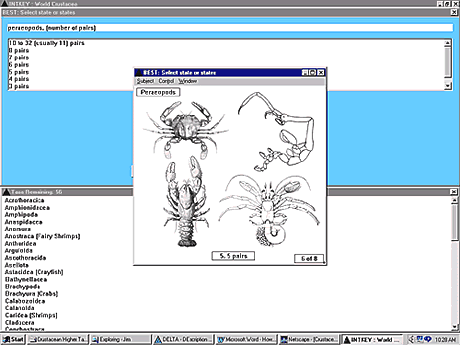 INTKEY : World Crustacea
BEST: Select state or states
peraeopods, (number of pairs)
10 to 32 (usually 11) pairs
8 pairs
7 pairs
6 pairs
5 pairs
4 pairs
3 pairs
BEST: Select state or states
Subject Control Window
Peraeopods
5. 5 pairs
6 of 8
Taxa Remaining: 56
Acrothoracica
Amphionidacea
Amphipoda
Anaspidacea
Anomura
Anostraca (Fairy Shrimps)
Anthuridea
Arguloida
Ascothoracida
Asellota
Astacidea (Crayfish)
Bathynellacea
Brachypoda
Brachyura (Crabs)
Calabozoidea
Calanoida
Caridea (Shrimps)
Cladocera
Conchostraca
Start
Crustacean Higher Ta...
Exploring - Jim
DELTA - DEscription ...
Microsoft Word - How...
Netscape - [Crustace...
INTKEY : World ...
10:28 AM